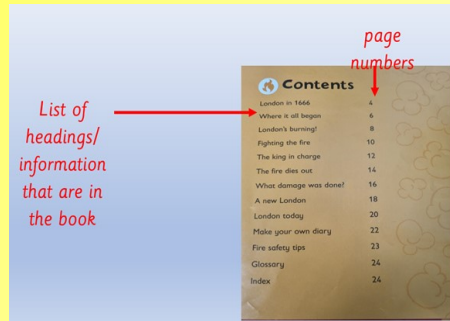 page
numbers
List of
headings/
information
that are in
the book
Contents
London in 1666 4
Where it all began 6
London's burning! 8
Fighting the fire 10
The king in charge 12
The fire dies out 14
What damage was done? 16
A new London 18
London today 20
Make your own diary 22
Fire safety tips 23
Glossary 24
Index 24